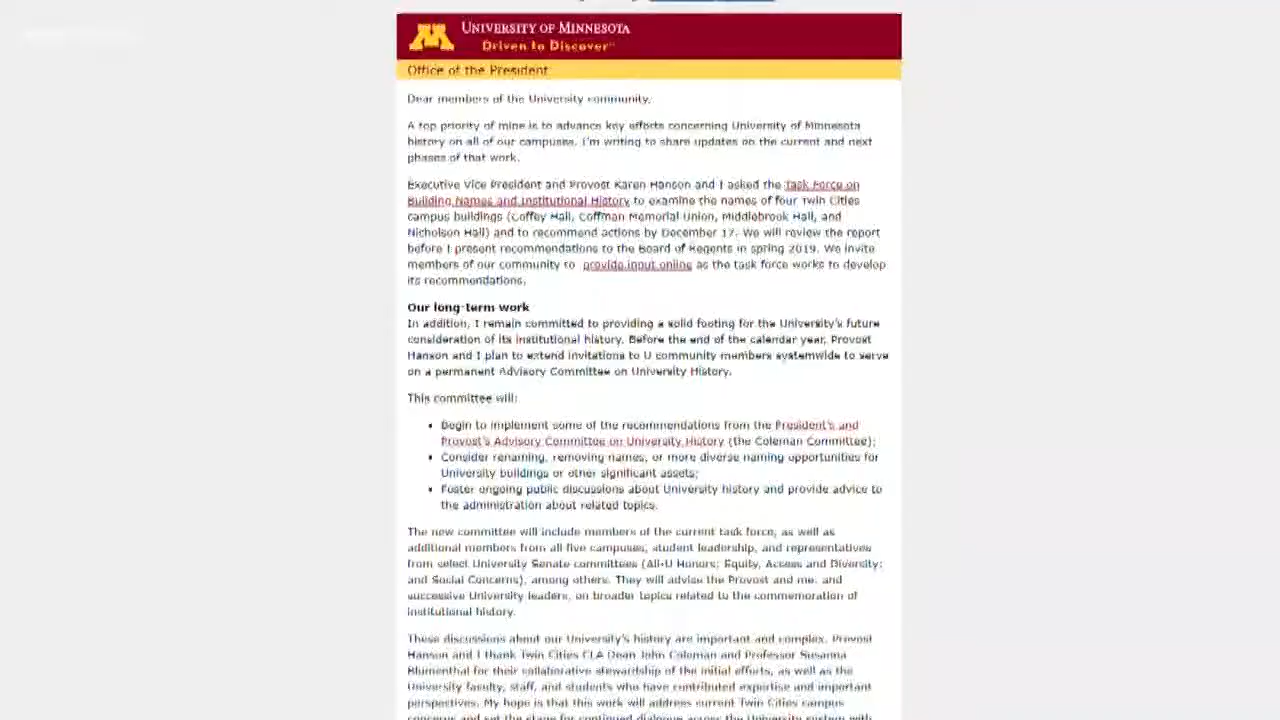 UNIVERSITY OF MINNESOTA
Driven to Discover
Office of the President
Dear members of the University community,
A top priority of mine is to advance key efforts concerning University of Minnesota
history on all of our campuses. I'm writing to share updates on the current and next
phases of that work.
Executive Vice President and Provost Karen Hanson and I asked the Task Force on
Building Names and Institutional History to examine the names of four Twin Cities
campus buildings (Coffey Hall, Coffman Memorial Union, Middlebrook Hall, and
Nicholson Hall) and to recommend actions by December 17. We will review the report
before I present recommendations to the Board of Regents in spring 2019. We invite
members of our community to provide input online as the task force works to develop
its recommendations.
Our long-term work
In addition, I remain committed to providing a solid footing for the University's future
consideration of its institutional history. Before the end of the calendar year, Provost
Hanson and I plan to extend invitations to U community members systemwide to serve
on a permanent Advisory Committee on University History.
This committee will:
• Begin to implement some of the recommendations from the President's and
Provost's Advisory Committee on University History (the Coleman Committee);
• Consider renaming, removing names, or more diverse naming opportunities for
University buildings or other significant assets;
• Foster ongoing public discussions about University history and provide advice to
the administration about related topics.
The new committee will include members of the current task force, as well as
additional members from all five campuses, student leadership, and representatives
from select University Senate committees (All-U Honors; Equity, Access and Diversity;
and Social Concerns), among others. They will advise the Provost and me, and
successive University leaders, on broader topics related to the commemoration of
institutional history.
These discussions about our University's history are important and complex. Provost
Hanson and I thank Twin Cities CLA Dean John Coleman and Professor Susanna
Blumenthal for their collaborative stewardship of the initial efforts, as well as the
University faculty, staff, and students who have contributed expertise and important
perspectives. My hope is that this work will address current Twin Cities campus
concerns and set the stage for continued dialogue across the University system with